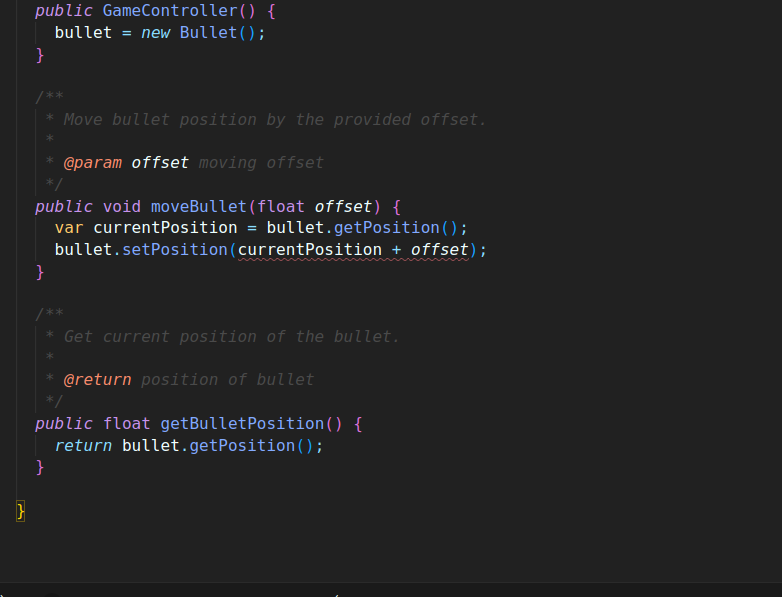 public GameController() {
bullet = new Bullet();
}
/**
* Move bullet position by the provided offset.
*
* @param offset moving offset
*/
public void moveBullet(float offset) {
var currentPosition = bullet.getPosition();
bullet.setPosition(currentPosition + offset);
}
/**
* Get current position of the bullet.
*
* @return position of bullet
*/
public float getBulletPosition() {
return bullet.getPosition();
}
}